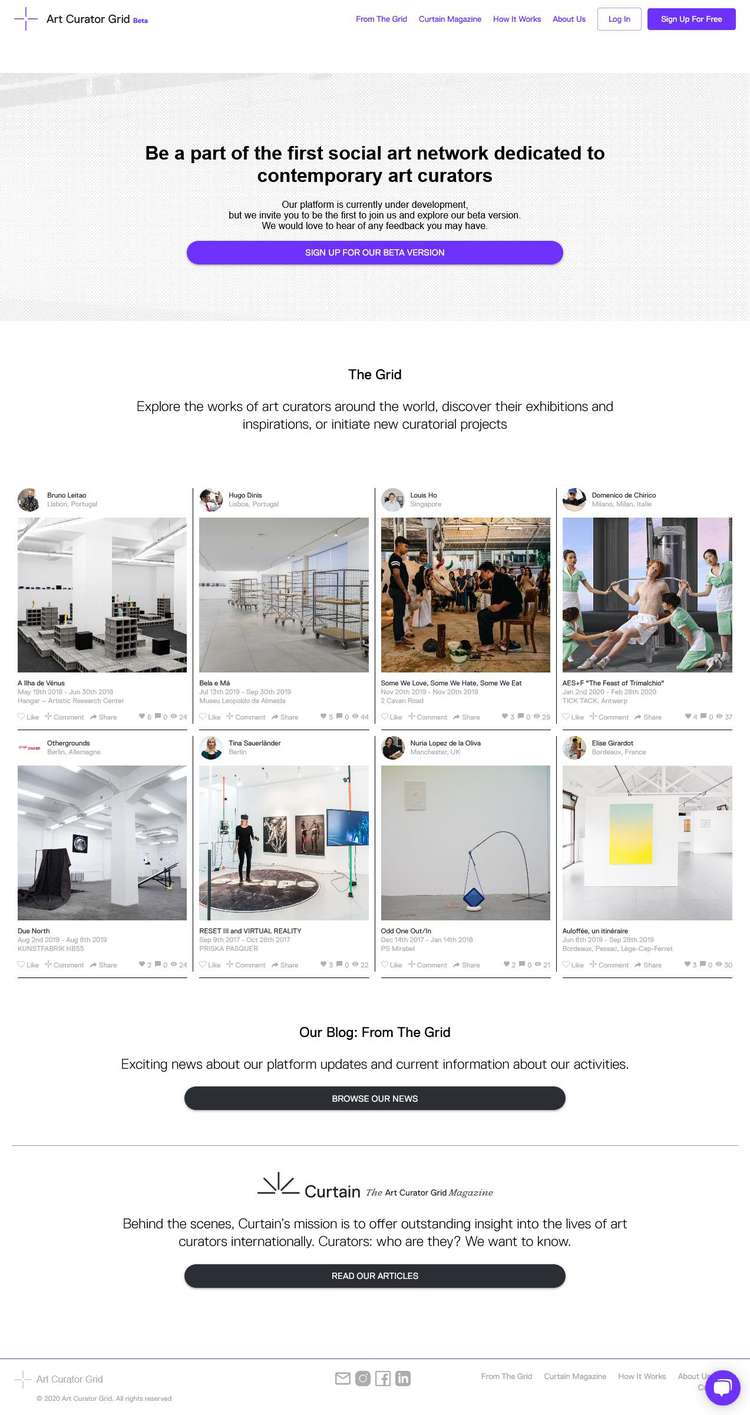 Art Curator Grid Beta
From The Grid Curtain Magazine How It Works About Us Log In Sign Up For Free
Be a part of the first social art network dedicated to
contemporary art curators
Our platform is currently under development,
but we invite you to be the first to join us and explore our beta version.
We would love to hear of any feedback you may have.
SIGN UP FOR OUR BETA VERSION
The Grid
Explore the works of art curators around the world, discover their exhibitions and
inspirations, or initiate new curatorial projects
Bruno Leitao
Lisbon, Portugal
A Ilha de Vénus
May 19th 2018 - Jun 30th 2018
Hangar – Artistic Research Center
Like Comment Share 6 0 24
Hugo Dinis
Lisboa, Portugal
Bela e Má
Jul 13th 2019 - Sep 30th 2019
Museu Leopoldo de Almeida
Like Comment Share 5 0 44
Louis Ho
Singapore
Some We Love, Some We Hate, Some We Eat
Nov 20th 2019 - Nov 20th 2019
2 Cavan Road
Like Comment Share 3 0 29
Domenico de Chirico
Milano, Milan, Italie
AES+F "The Feast of Trimalchio"
Jan 2nd 2020 - Feb 28th 2020
TICK TACK, Antwerp
Like Comment Share 4 0 37
Othergrounds
Berlin, Allemagne
Due North
Aug 2nd 2019 - Aug 8th 2019
KUNSTFABRIK HB55
Like Comment Share 2 0 24
Tina Sauerländer
Berlin
RESET III and VIRTUAL REALITY
Sep 9th 2017 - Oct 28th 2017
PRISKA PASQUER
Like Comment Share 3 0 22
Nuria Lopez de la Oliva
Manchester, UK
Odd One Out/In
Dec 14th 2017 - Jan 14th 2018
PS Mirabel
Like Comment Share 2 0 21
Elise Girardot
Bordeaux, France
Auloffée, un itinéraire
Jun 8th 2019 - Sep 28th 2019
Bordeaux, Pessac, Lège-Cap-Ferret
Like Comment Share 3 0 30
Our Blog: From The Grid
Exciting news about our platform updates and current information about our activities.
BROWSE OUR NEWS
Curtain The Art Curator Grid Magazine
Behind the scenes, Curtain's mission is to offer outstanding insight into the lives of art
curators internationally. Curators: who are they? We want to know.
READ OUR ARTICLES
Art Curator Grid
© 2020 Art Curator Grid. All rights reserved
From The Grid Curtain Magazine How It Works About Us